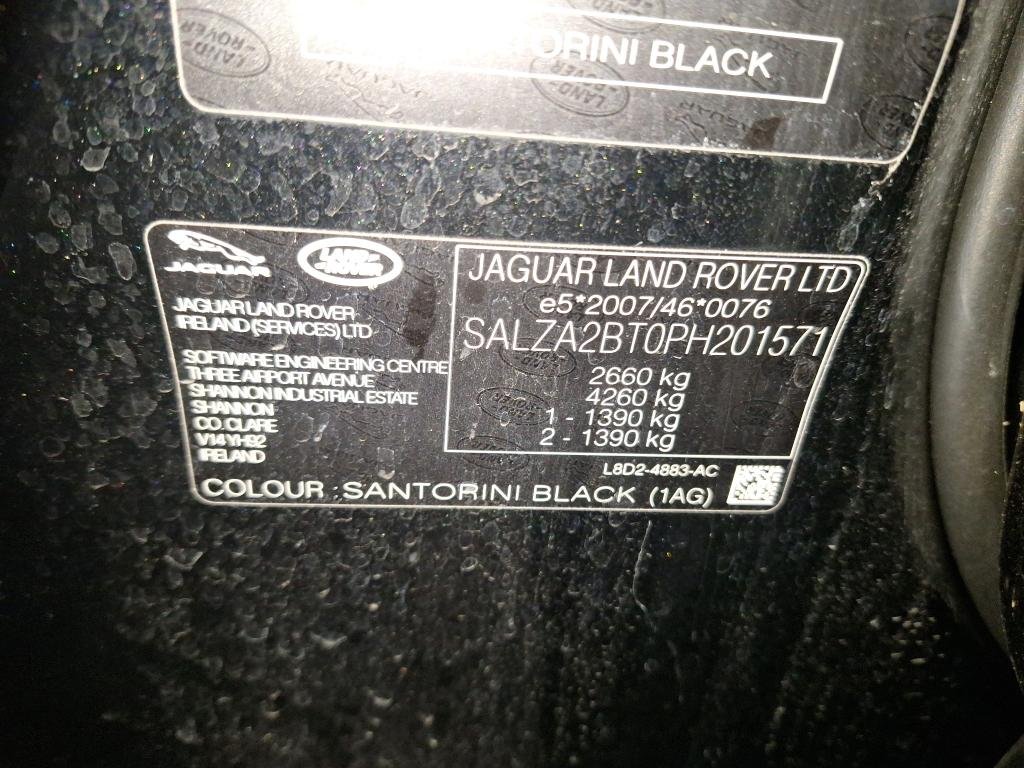 SANTORINI BLACK
JAGUAR
LAND
ROVER
JAGUAR LAND ROVER
IRELAND (SERVICES) LTD
SOFTWARE ENGINEERING CENTRE
THREE AIRPORT AVENUE
SHANNON INDUSTRIAL ESTATE
SHANNON
CO. CLARE
V14 YH92
IRELAND
JAGUAR LAND ROVER LTD
e5*2007/46*0076
SALZA2BT0PH201571
2660 kg
4260 kg
1 - 1390 kg
2 - 1390 kg
L8D2-4883-AC
COLOUR : SANTORINI BLACK (1AG)